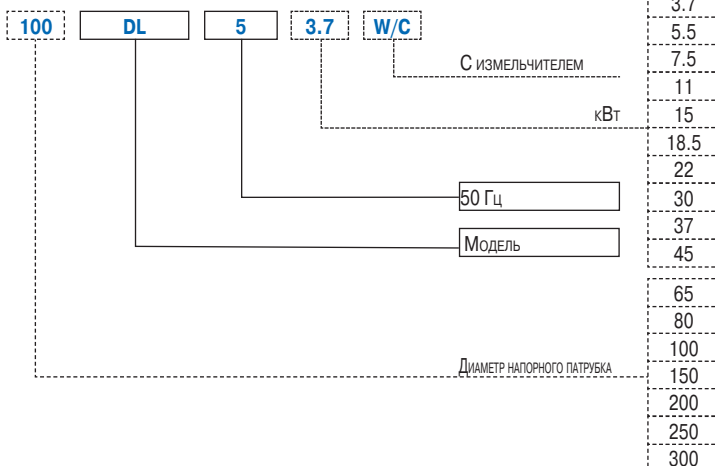 100 DL 5 3.7 W/C
3.7
5.5
С ИЗМЕЛЬЧИТЕЛЕМ 7.5
11
кВт 15
18.5
22
50 Гц 30
37
Модель 45
65
80
100
Диаметр напорного патрубка 150
200
250
300